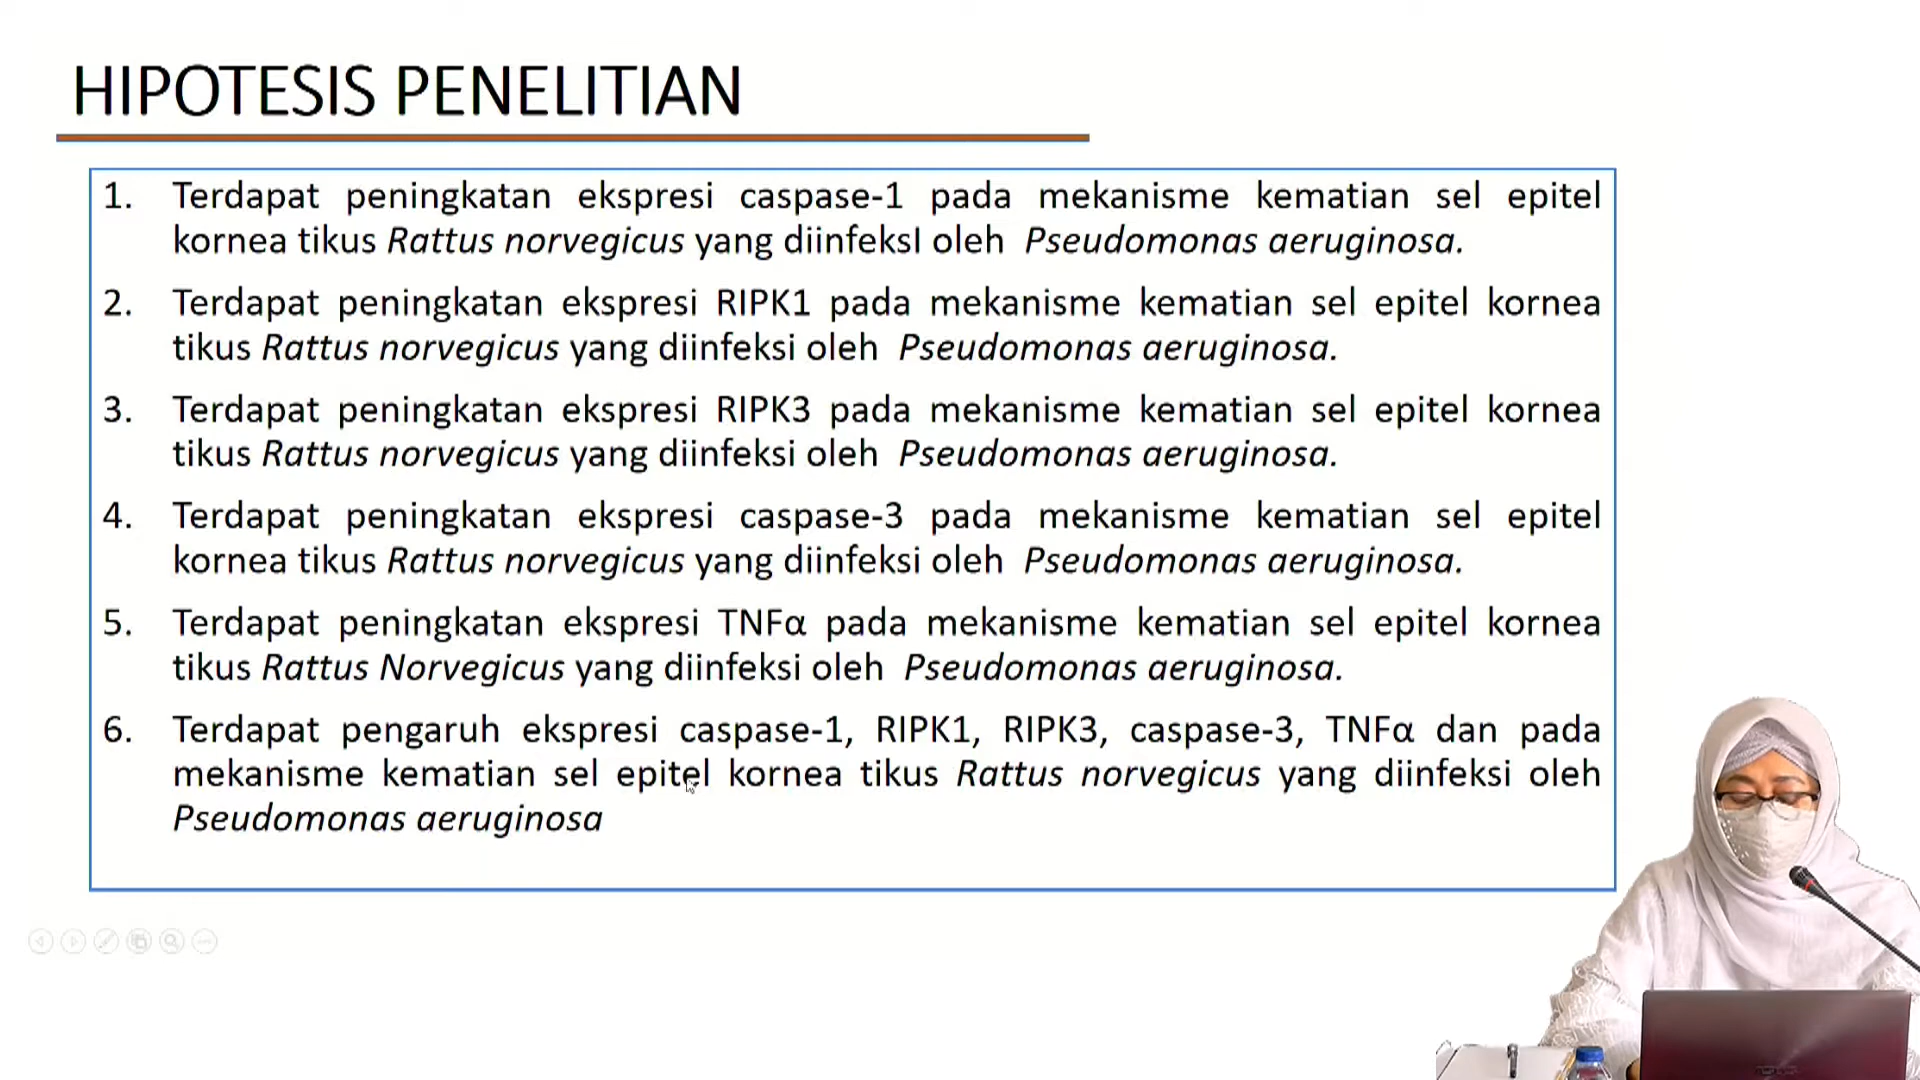 HIPOTESIS PENELITIAN
1. Terdapat peningkatan ekspresi caspase-1 pada mekanisme kematian sel epitel
kornea tikus Rattus norvegicus yang diinfeksI oleh Pseudomonas aeruginosa.
2. Terdapat peningkatan ekspresi RIPK1 pada mekanisme kematian sel epitel kornea
tikus Rattus norvegicus yang diinfeksi oleh Pseudomonas aeruginosa.
3. Terdapat peningkatan ekspresi RIPK3 pada mekanisme kematian sel epitel kornea
tikus Rattus norvegicus yang diinfeksi oleh Pseudomonas aeruginosa.
4. Terdapat peningkatan ekspresi caspase-3 pada mekanisme kematian sel epitel
kornea tikus Rattus norvegicus yang diinfeksi oleh Pseudomonas aeruginosa.
5. Terdapat peningkatan ekspresi TNFα pada mekanisme kematian sel epitel kornea
tikus Rattus Norvegicus yang diinfeksi oleh Pseudomonas aeruginosa.
6. Terdapat pengaruh ekspresi caspase-1, RIPK1, RIPK3, caspase-3, TNFα dan pada
mekanisme kematian sel epitel kornea tikus Rattus norvegicus yang diinfeksi oleh
Pseudomonas aeruginosa